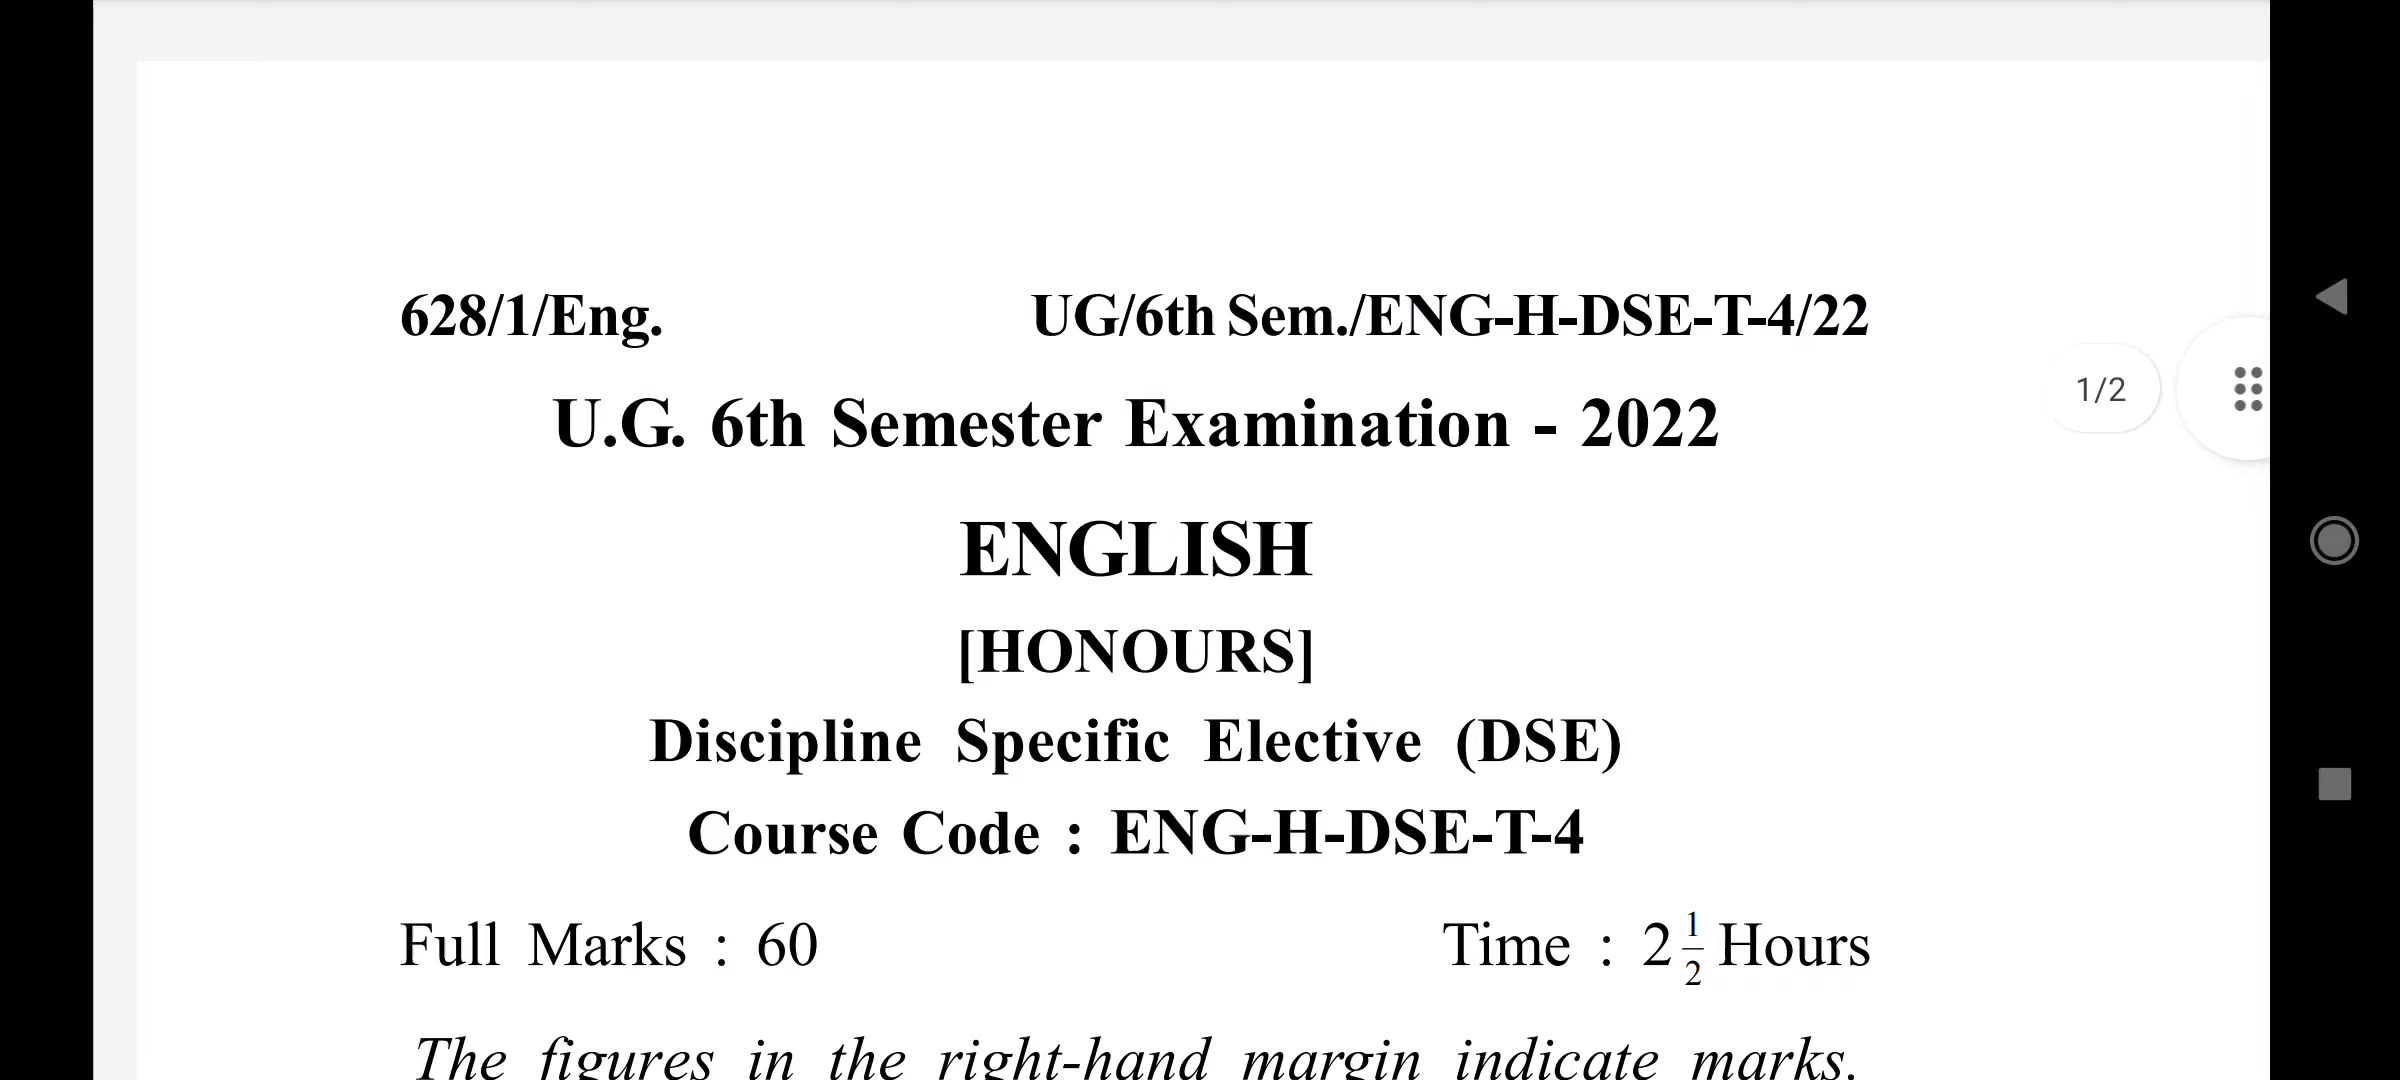 628/1/Eng. UG/6th Sem./ENG-H-DSE-T-4/22
1/2
U.G. 6th Semester Examination - 2022
ENGLISH
[HONOURS]
Discipline Specific Elective (DSE)
Course Code : ENG-H-DSE-T-4
Full Marks : 60 Time : 2 1/2 Hours
The figures in the right-hand margin indicate marks.